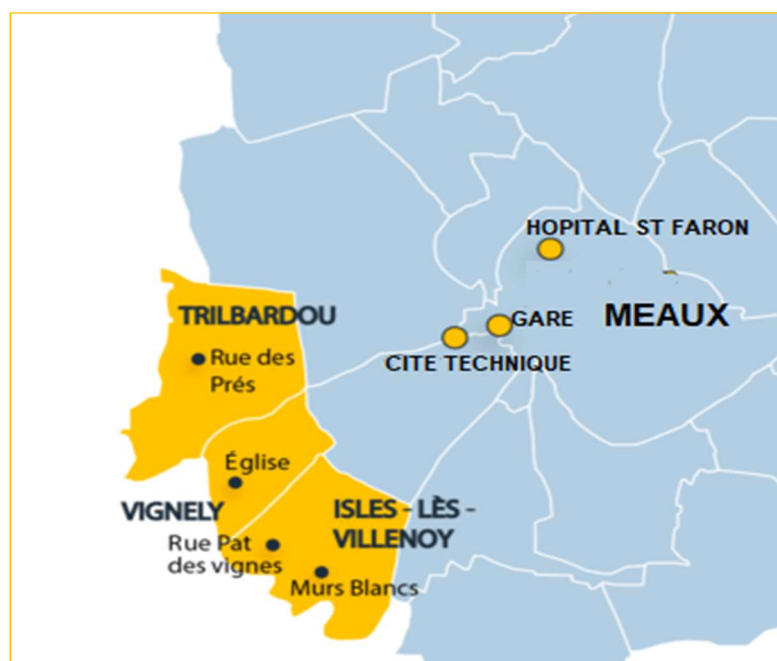 HOPITAL ST FARON
TRILBARDOU
GARE
MEAUX
Rue des
Prés
CITE TECHNIQUE
Église
VIGNELY
ISLES - LÈS -
VILLENOY
Rue Pat
des vignes
Murs Blancs